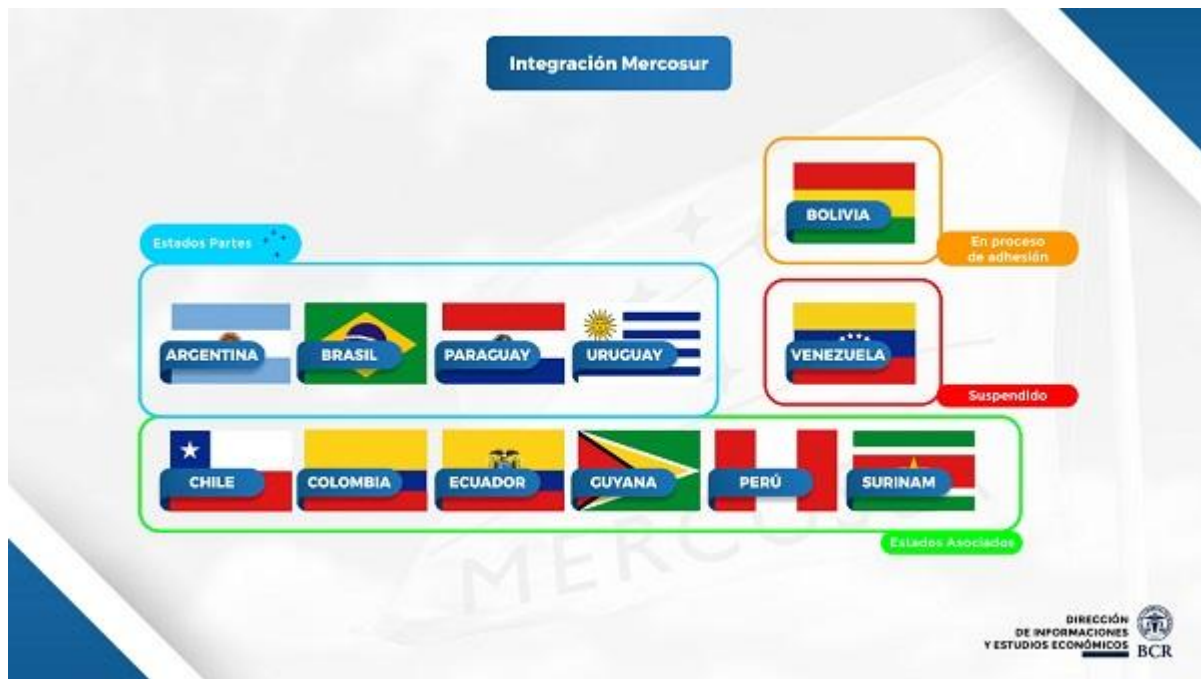 Integración Mercosur
BOLIVIA
En proceso
de adhesión
Estados Partes
ARGENTINA
BRASIL
PARAGUAY
URUGUAY
VENEZUELA
Suspendido
CHILE
COLOMBIA
ECUADOR
GUYANA
PERÚ
SURINAM
Estados Asociados
MERCOSUR
DIRECCIÓN
DE INFORMACIONES
Y ESTUDIOS ECONÓMICOS
BCR